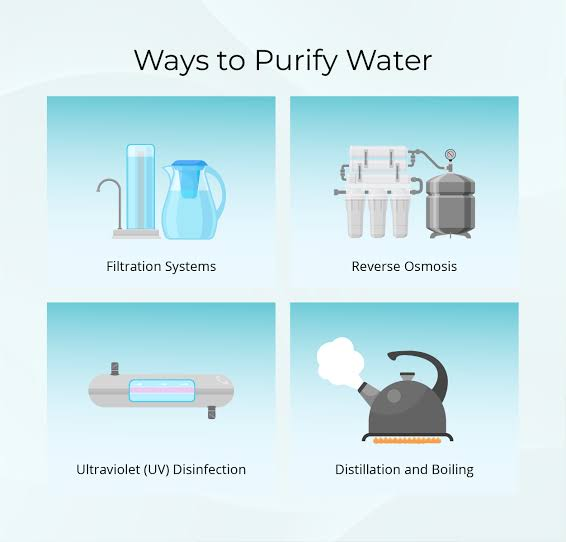 Ways to Purify Water
Filtration Systems
Reverse Osmosis
Ultraviolet (UV) Disinfection
Distillation and Boiling